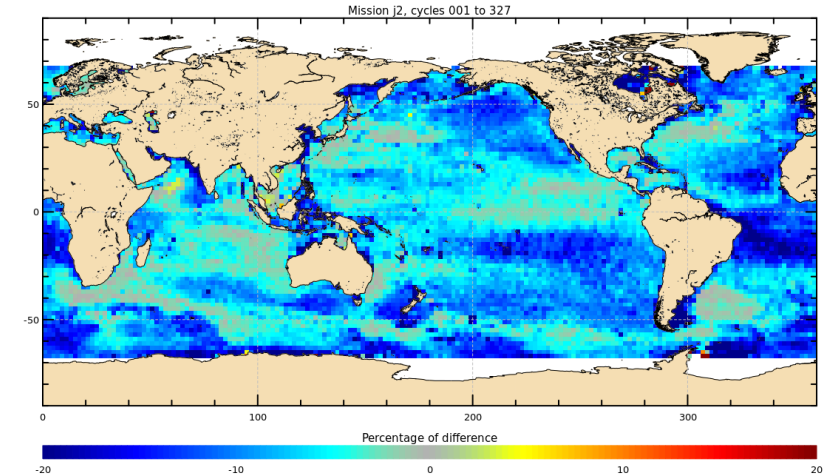 Mission j2, cycles 001 to 327
50
0
-50
0 100 200 300
Percentage of difference
-20 -10 0 10 20